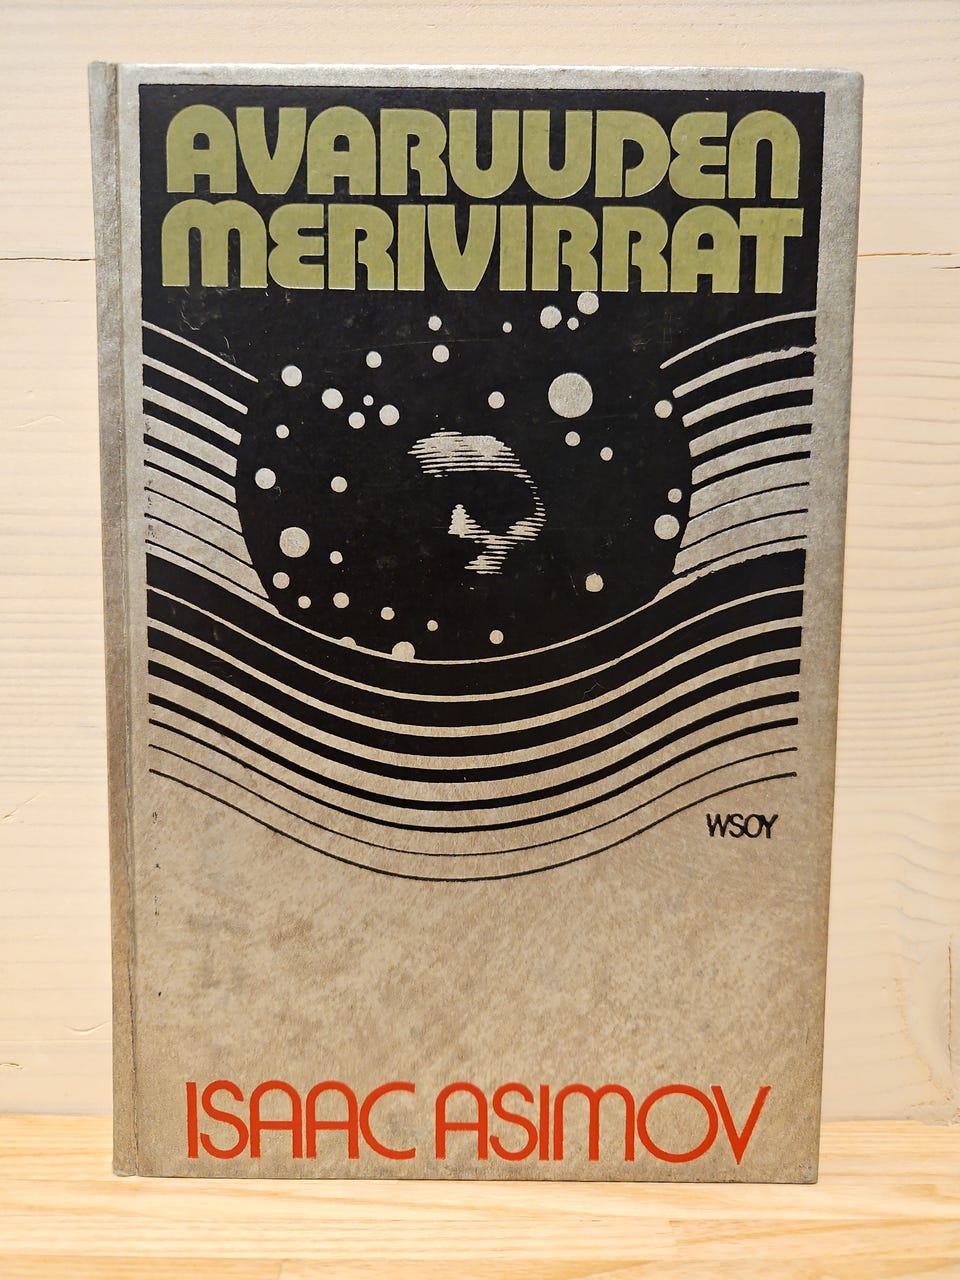 AVARUUDEN
MERIVIRRAT
WSOY
ISAAC ASIMOV